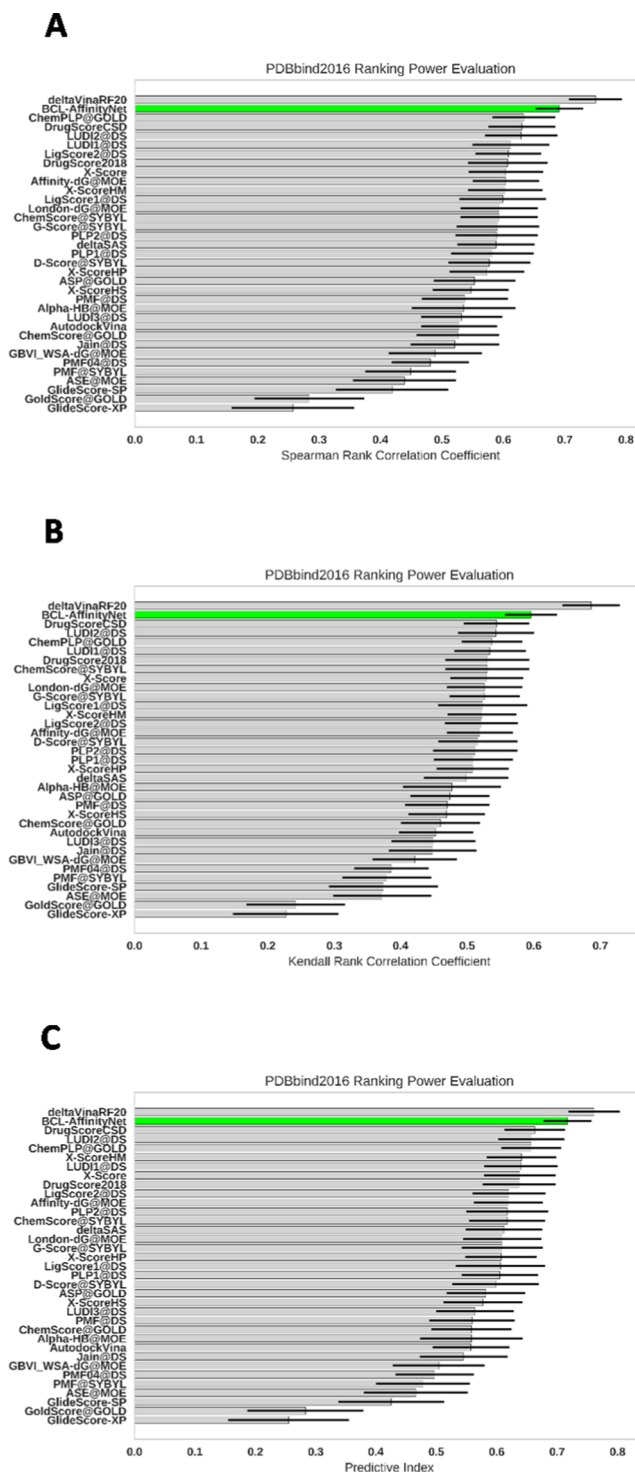 A
PDBbind2016 Ranking Power Evaluation
deltaVinaRF20
BCL-AffinityNet
ChemPLP@GOLD
DrugScoreCSD
LUDI2@DS
LUDI1@DS
LigScore2@DS
DrugScore2018
X-Score
Affinity-dG@MOE
X-ScoreHM
LigScore1@DS
London-dG@MOE
ChemScore@SYBYL
G-Score@SYBYL
PLP2@DS
deltaSAS
PLP1@DS
D-Score@SYBYL
X-ScoreHP
ASP@GOLD
X-ScoreHS
PMF@DS
Alpha-HB@MOE
LUDI3@DS
AutodockVina
ChemScore@GOLD
Jain@DS
GBVI_WSA-dG@MOE
PMF04@DS
PMF@SYBYL
ASE@MOE
GlideScore-SP
GoldScore@GOLD
GlideScore-XP
0.0 0.1 0.2 0.3 0.4 0.5 0.6 0.7 0.8
Spearman Rank Correlation Coefficient
B
PDBbind2016 Ranking Power Evaluation
deltaVinaRF20
BCL-AffinityNet
DrugScoreCSD
LUDI2@DS
ChemPLP@GOLD
LUDI1@DS
DrugScore2018
ChemScore@SYBYL
X-Score
London-dG@MOE
G-Score@SYBYL
LigScore1@DS
X-ScoreHM
LigScore2@DS
Affinity-dG@MOE
D-Score@SYBYL
PLP2@DS
PLP1@DS
X-ScoreHP
deltaSAS
Alpha-HB@MOE
ASP@GOLD
PMF@DS
X-ScoreHS
ChemScore@GOLD
AutodockVina
LUDI3@DS
Jain@DS
GBVI_WSA-dG@MOE
PMF04@DS
PMF@SYBYL
GlideScore-SP
ASE@MOE
GoldScore@GOLD
GlideScore-XP
0.0 0.1 0.2 0.3 0.4 0.5 0.6 0.7
Kendall Rank Correlation Coefficient
C
PDBbind2016 Ranking Power Evaluation
deltaVinaRF20
BCL-AffinityNet
DrugScoreCSD
LUDI2@DS
ChemPLP@GOLD
X-ScoreHM
LUDI1@DS
X-Score
DrugScore2018
LigScore2@DS
Affinity-dG@MOE
PLP2@DS
ChemScore@SYBYL
deltaSAS
London-dG@MOE
G-Score@SYBYL
X-ScoreHP
LigScore1@DS
PLP1@DS
D-Score@SYBYL
ASP@GOLD
X-ScoreHS
LUDI3@DS
PMF@DS
ChemScore@GOLD
Alpha-HB@MOE
AutodockVina
Jain@DS
GBVI_WSA-dG@MOE
PMF04@DS
PMF@SYBYL
ASE@MOE
GlideScore-SP
GoldScore@GOLD
GlideScore-XP
0.0 0.1 0.2 0.3 0.4 0.5 0.6 0.7 0.8
Predictive Index